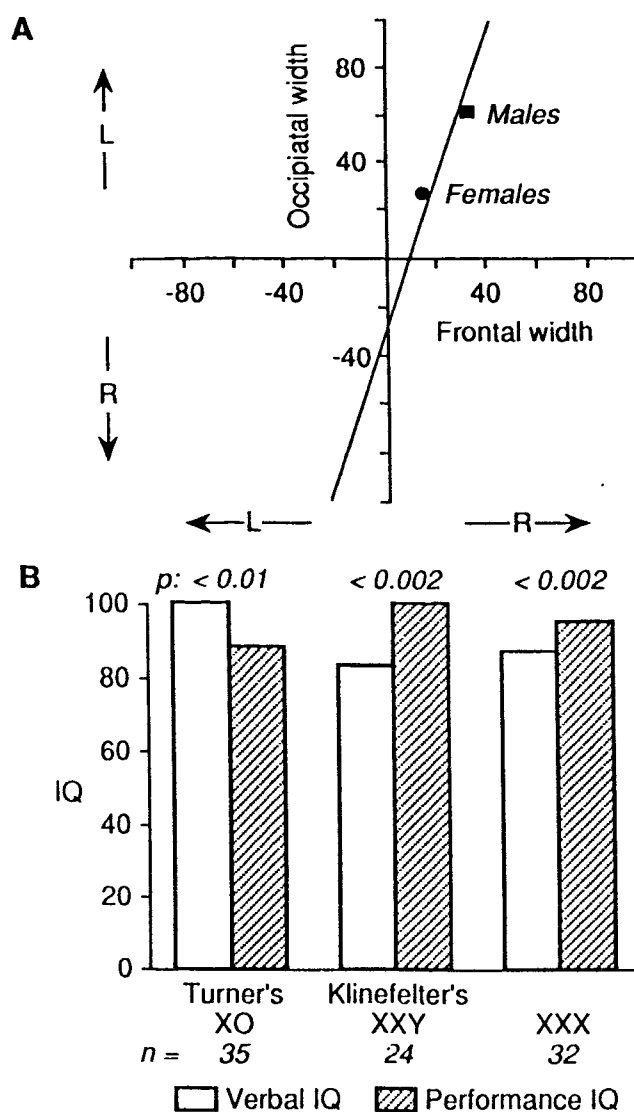 A
80
40
Occipiatal width
Males
Females
L
R
-80 -40 40 80
Frontal width
-40
L R
B
p: < 0.01 < 0.002 < 0.002
100
80
60
40
20
0
IQ
Turner's Klinefelter's
XO XXY XXX
n = 35 24 32
Verbal IQ Performance IQ